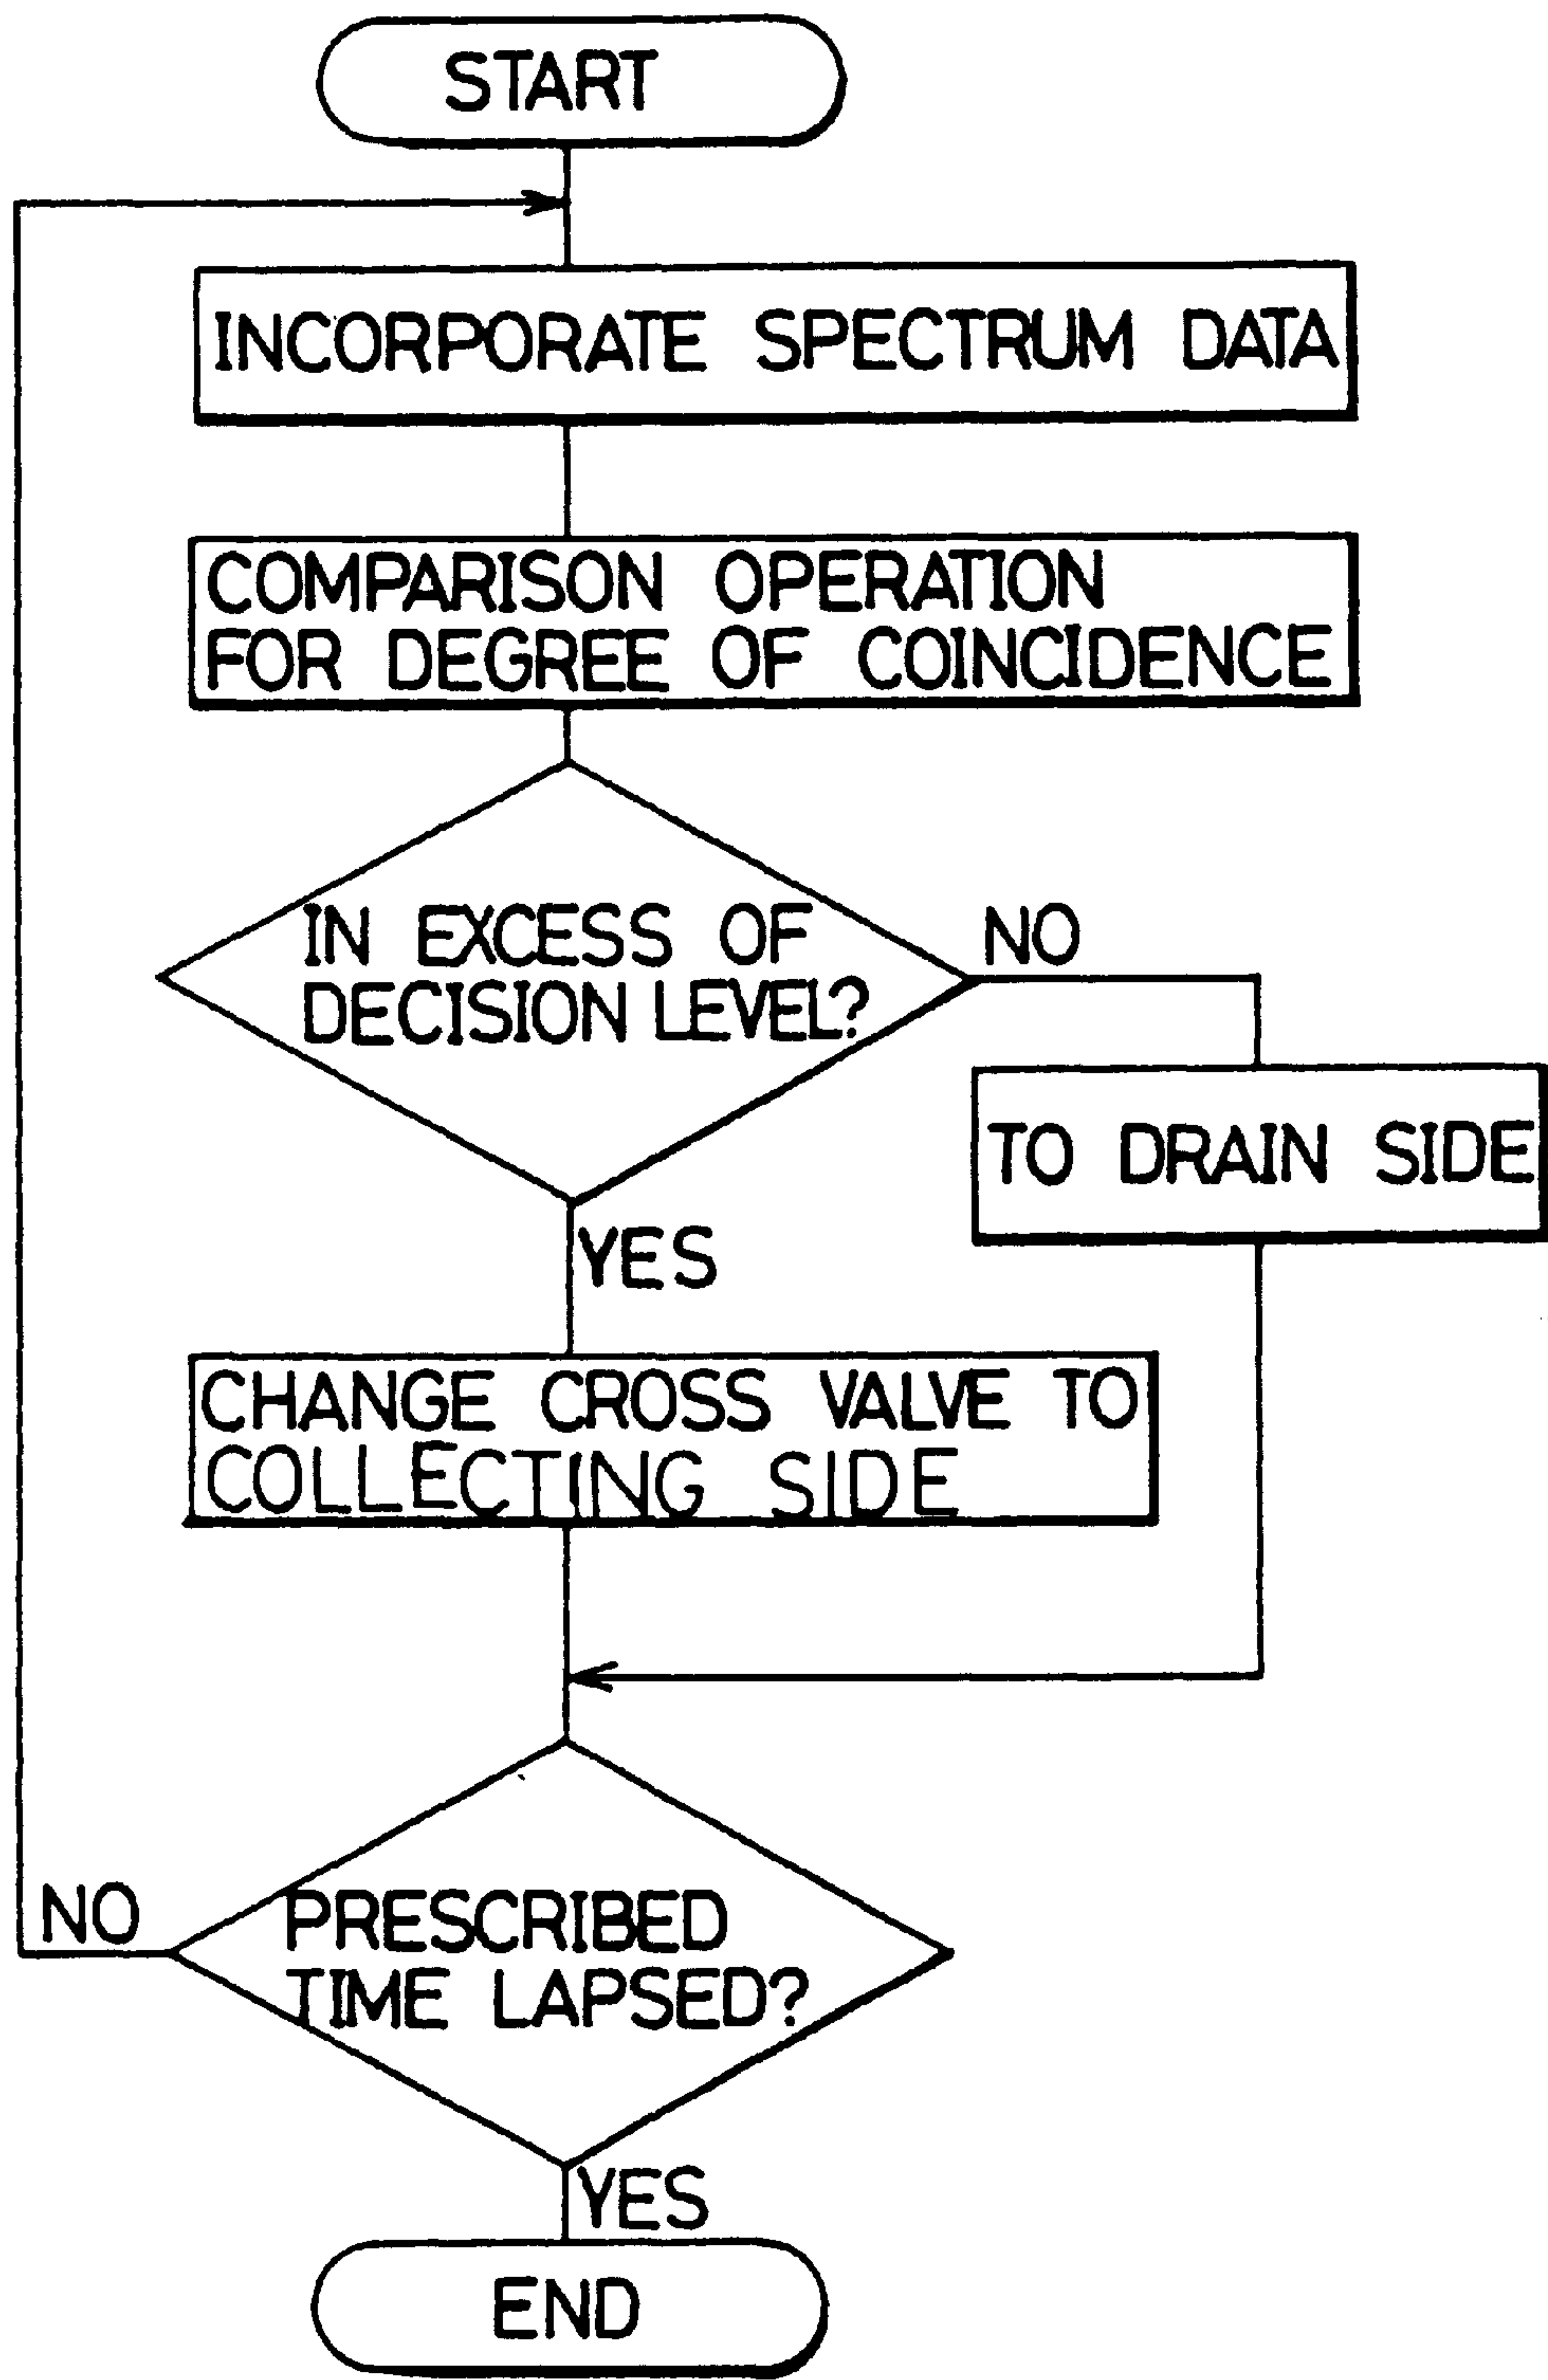 START
INCORPORATE SPECTRUM DATA
COMPARISON OPERATION
FOR DEGREE OF COINCIDENCE
IN EXCESS OF
DECISION LEVEL?
NO
TO DRAIN SIDE
YES
CHANGE CROSS VALVE TO
COLLECTING SIDE
PRESCRIBED
TIME LAPSED?
NO
YES
END